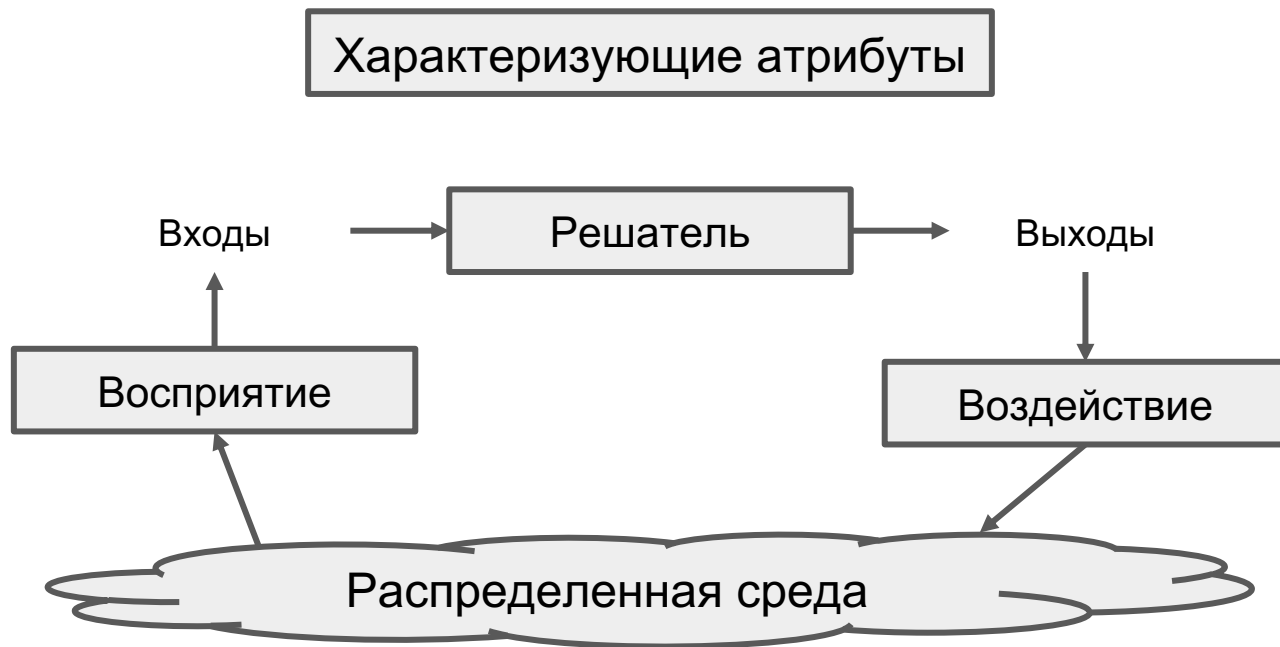 Характеризующие атрибуты
Входы
Решатель
Выходы
Восприятие
Воздействие
Распределенная среда